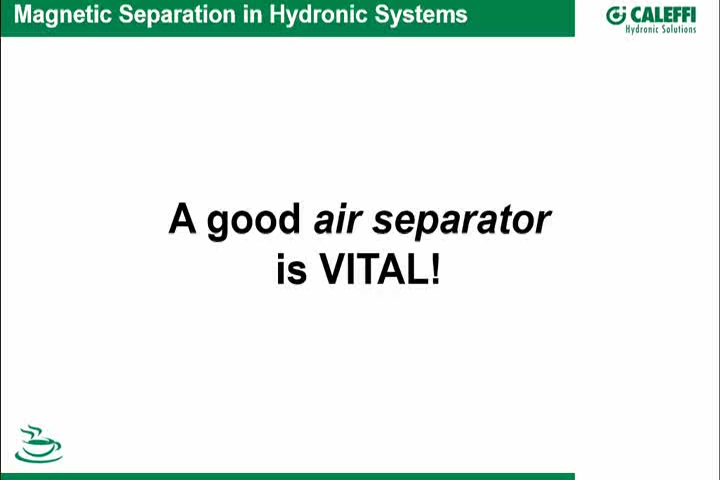 Magnetic Separation in Hydronic Systems
CALEFFI
Hydronic Solutions
A good air separator
is VITAL!